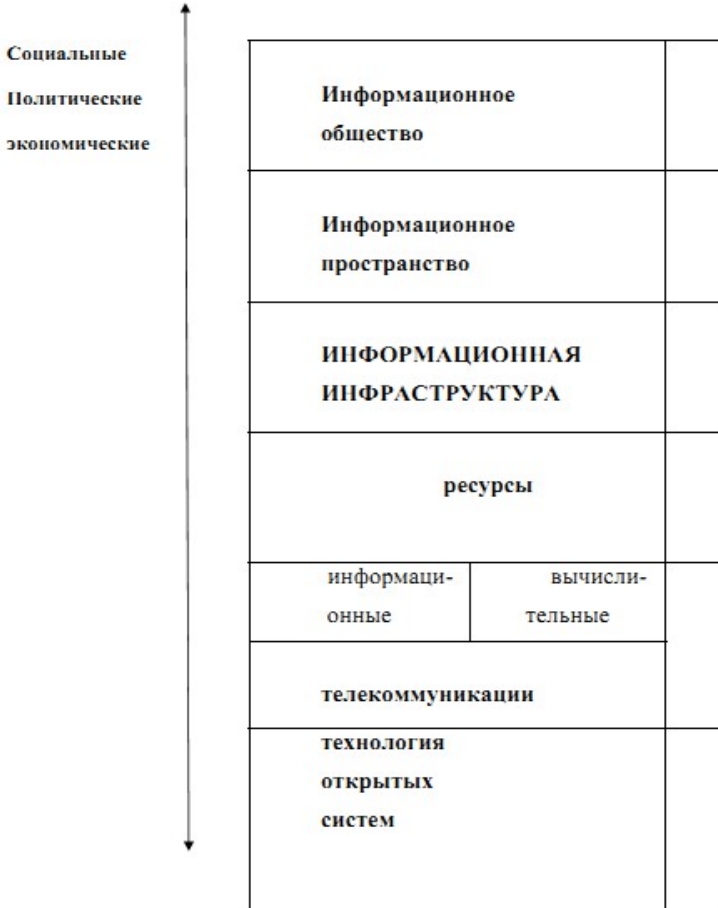 Социальные
Политические
экономические
Информационное
общество
Информационное
пространство
ИНФОРМАЦИОННАЯ
ИНФРАСТРУКТУРА
ресурсы
информаци-
онные
вычисли-
тельные
телекоммуникации
технология
открытых
систем